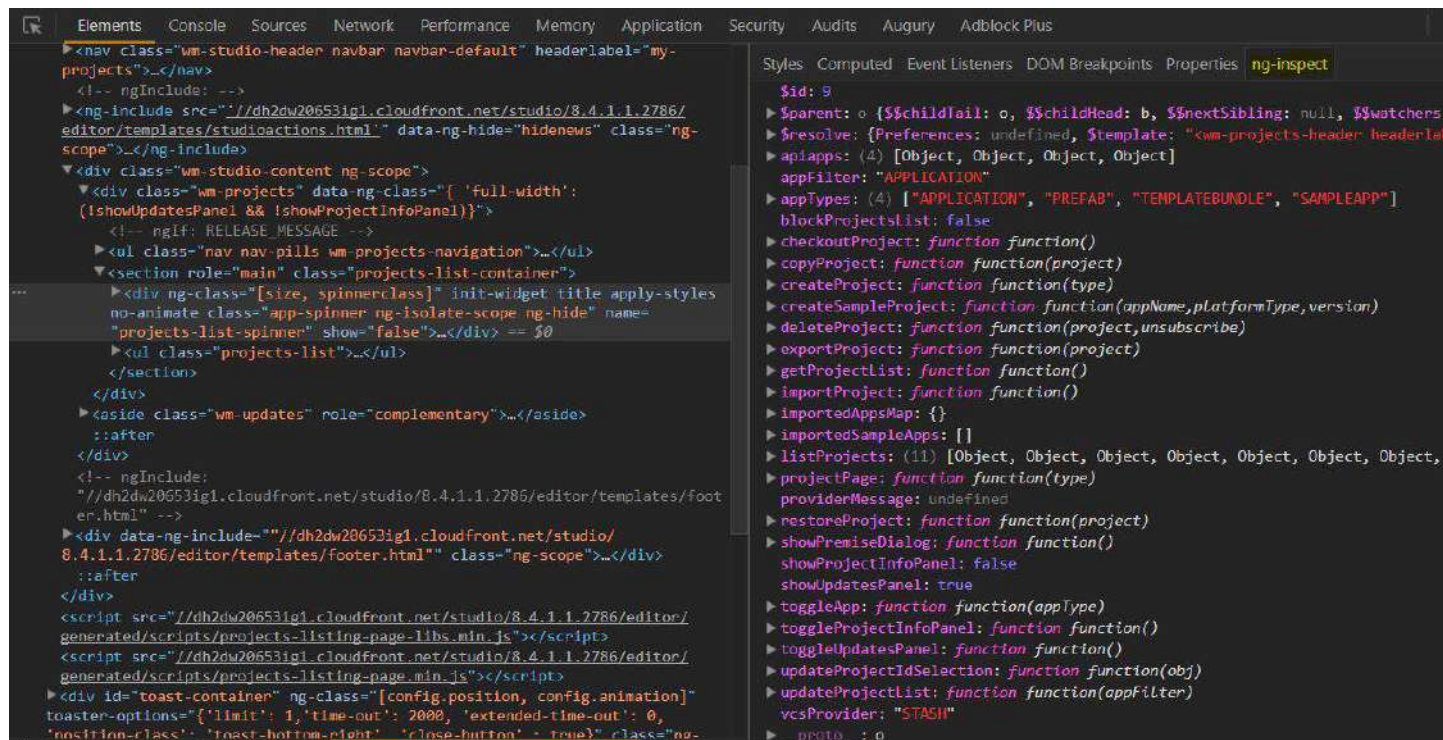 Elements Console Sources Network Performance Memory Application Security Audits Augury Adblock Plus
▶<nav class="wm-studio-header navbar navbar-default" headerlabel="my-
projects">…</nav>
<!-- ngInclude: -->
▶<ng-include src="'//dh2dw20653ig1.cloudfront.net/studio/8.4.1.1.2786/
editor/templates/studioactions.html'" data-ng-hide="hidenews" class="ng-
scope">…</ng-include>
▼<div class="wm-studio-content ng-scope">
▼<div class="wm-projects" data-ng-class="{ 'full-width':
(!showUpdatesPanel && !showProjectInfoPanel)}">
<!-- ngIf: RELEASE_MESSAGE -->
▶<ul class="nav nav-pills wm-projects-navigation">…</ul>
▼<section role="main" class="projects-list-container">
… ▶<div ng-class="[size, spinnerclass]" init-widget title apply-styles
no-animate class="app-spinner ng-isolate-scope ng-hide" name=
"projects-list-spinner" show="false">…</div> == $0
▶<ul class="projects-list">…</ul>
</section>
</div>
▶<aside class="wm-updates" role="complementary">…</aside>
::after
</div>
<!-- ngInclude:
"//dh2dw20653ig1.cloudfront.net/studio/8.4.1.1.2786/editor/templates/foot
er.html" -->
▶<div data-ng-include=""//dh2dw20653ig1.cloudfront.net/studio/
8.4.1.1.2786/editor/templates/footer.html"" class="ng-scope">…</div>
::after
</div>
<script src="//dh2dw20653ig1.cloudfront.net/studio/8.4.1.1.2786/editor/
generated/scripts/projects-listing-page-libs.min.js"></script>
<script src="//dh2dw20653ig1.cloudfront.net/studio/8.4.1.1.2786/editor/
generated/scripts/projects-listing-page.min.js"></script>
▶<div id="toast-container" ng-class="[config.position, config.animation]"
toaster-options="{'limit': 1,'time-out': 2000, 'extended-time-out': 0,
'position-class': 'toast-bottom-right', 'close-button' : true}" class="ng-
Styles Computed Event Listeners DOM Breakpoints Properties ng-inspect
$id: 9
▶$parent: o {$$childTail: o, $$childHead: b, $$nextSibling: null, $$watchers
▶$resolve: {Preferences: undefined, $template: "<wm-projects-header headerla
▶apiapps: (4) [Object, Object, Object, Object]
appFilter: "APPLICATION"
▶appTypes: (4) ["APPLICATION", "PREFAB", "TEMPLATEBUNDLE", "SAMPLEAPP"]
blockProjectsList: false
▶checkoutProject: function function()
▶copyProject: function function(project)
▶createProject: function function(type)
▶createSampleProject: function function(appName,platformType,version)
▶deleteProject: function function(project,unsubscribe)
▶exportProject: function function(project)
▶getProjectList: function function()
▶importProject: function function()
▶importedAppsMap: {}
▶importedSampleApps: []
▶listProjects: (11) [Object, Object, Object, Object, Object, Object, Object,
▶projectPage: function function(type)
providerMessage: undefined
▶restoreProject: function function(project)
▶showPremiseDialog: function function()
showProjectInfoPanel: false
showUpdatesPanel: true
▶toggleApp: function function(appType)
▶toggleProjectInfoPanel: function function()
▶toggleUpdatesPanel: function function()
▶updateProjectIdSelection: function function(obj)
▶updateProjectList: function function(appFilter)
vcsProvider: "STASH"
▶__proto__: o